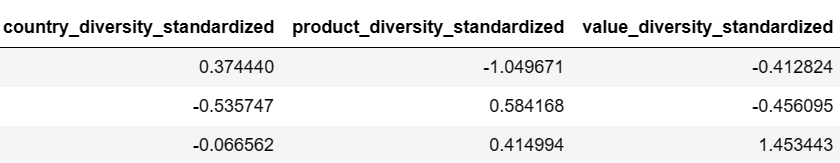 country_diversity_standardized product_diversity_standardized value_diversity_standardized
0.374440 -1.049671 -0.412824
-0.535747 0.584168 -0.456095
-0.066562 0.414994 1.453443